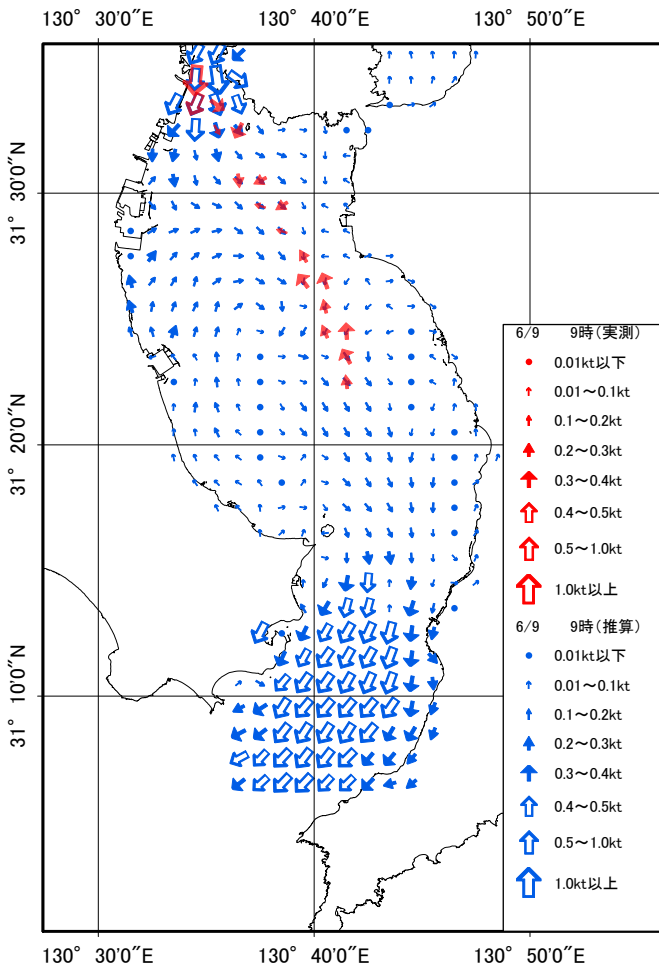 130° 30′0″E 130° 40′0″E 130° 50′0″E
31° 30′0″N
31° 20′0″N
31° 10′0″N
6/9 9時(実測)
0.01kt以下
0.01～0.1kt
0.1～0.2kt
0.2～0.3kt
0.3～0.4kt
0.4～0.5kt
0.5～1.0kt
1.0kt以上
6/9 9時(推算)
0.01kt以下
0.01～0.1kt
0.1～0.2kt
0.2～0.3kt
0.3～0.4kt
0.4～0.5kt
0.5～1.0kt
1.0kt以上
130° 30′0″E 130° 40′0″E 130° 50′0″E